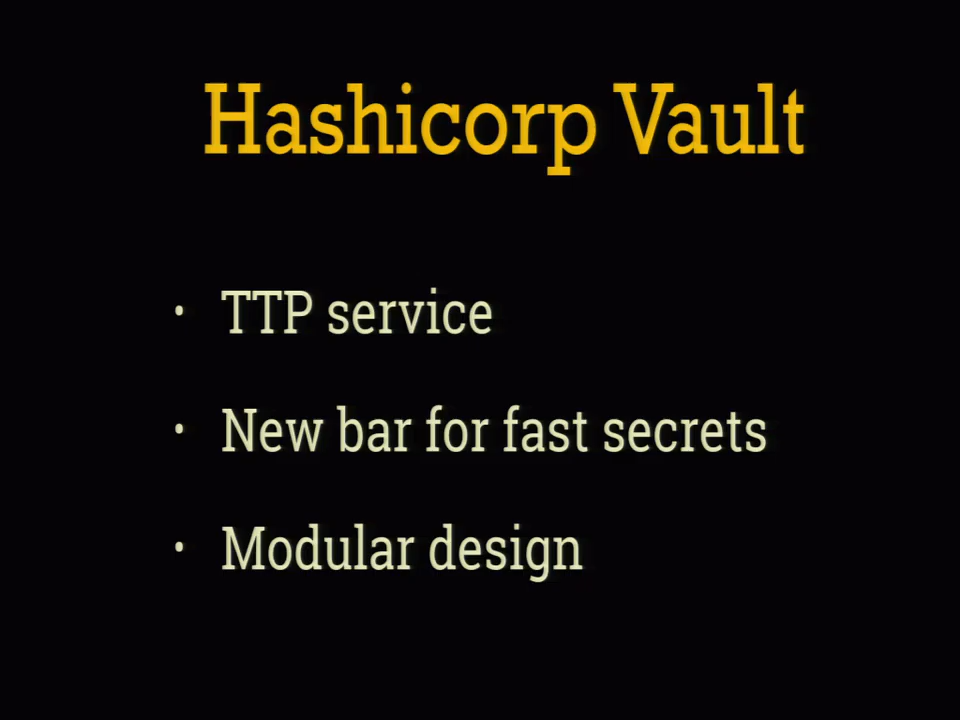 Hashicorp Vault
• TTP service
• New bar for fast secrets
• Modular design